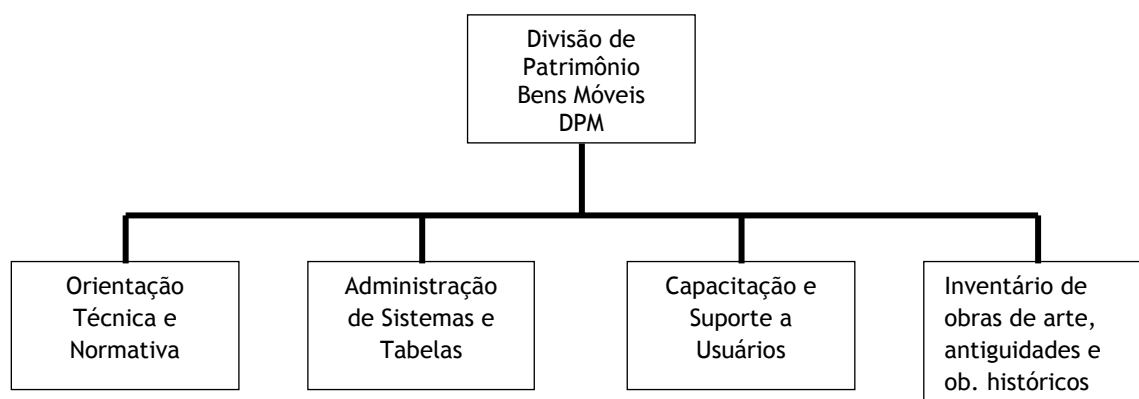 Divisão de
Patrimônio
Bens Móveis
DPM
Orientação
Técnica e
Normativa
Administração
de Sistemas e
Tabelas
Capacitação e
Suporte a
Usuários
Inventário de
obras de arte,
antiguidades e
ob. históricos